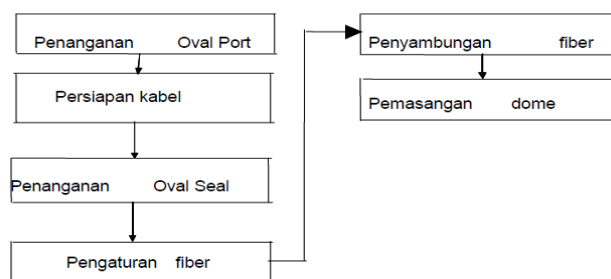 Penanganan Oval Port
Persiapan kabel
Penanganan Oval Seal
Pengaturan fiber
Penyambungan fiber
Pemasangan dome